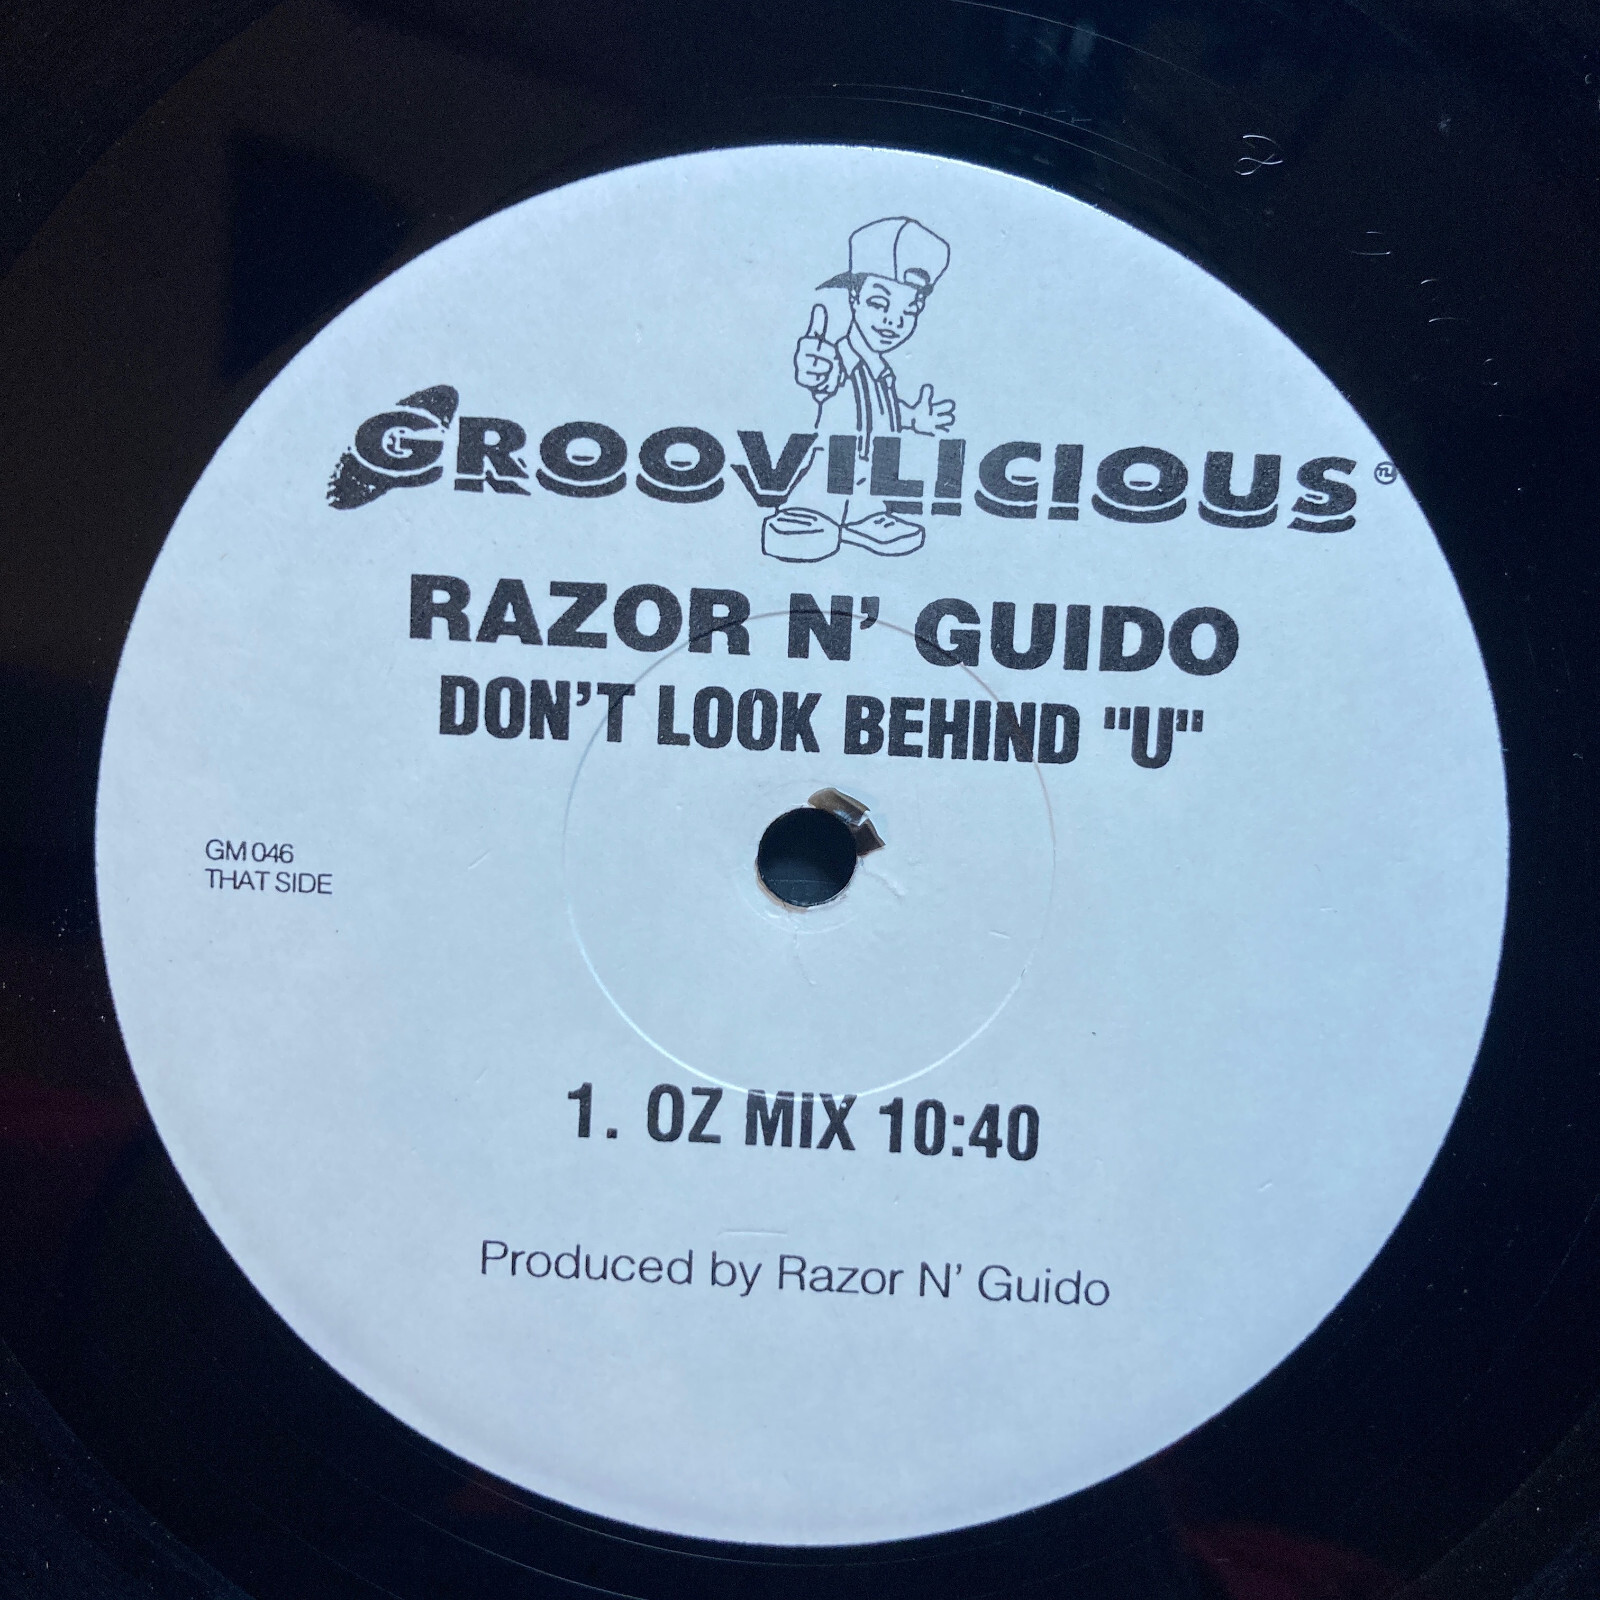 GROOVILICIOUS®
RAZOR N' GUIDO
DON'T LOOK BEHIND "U"
GM 046
THAT SIDE
1. OZ MIX 10:40
Produced by Razor N' Guido